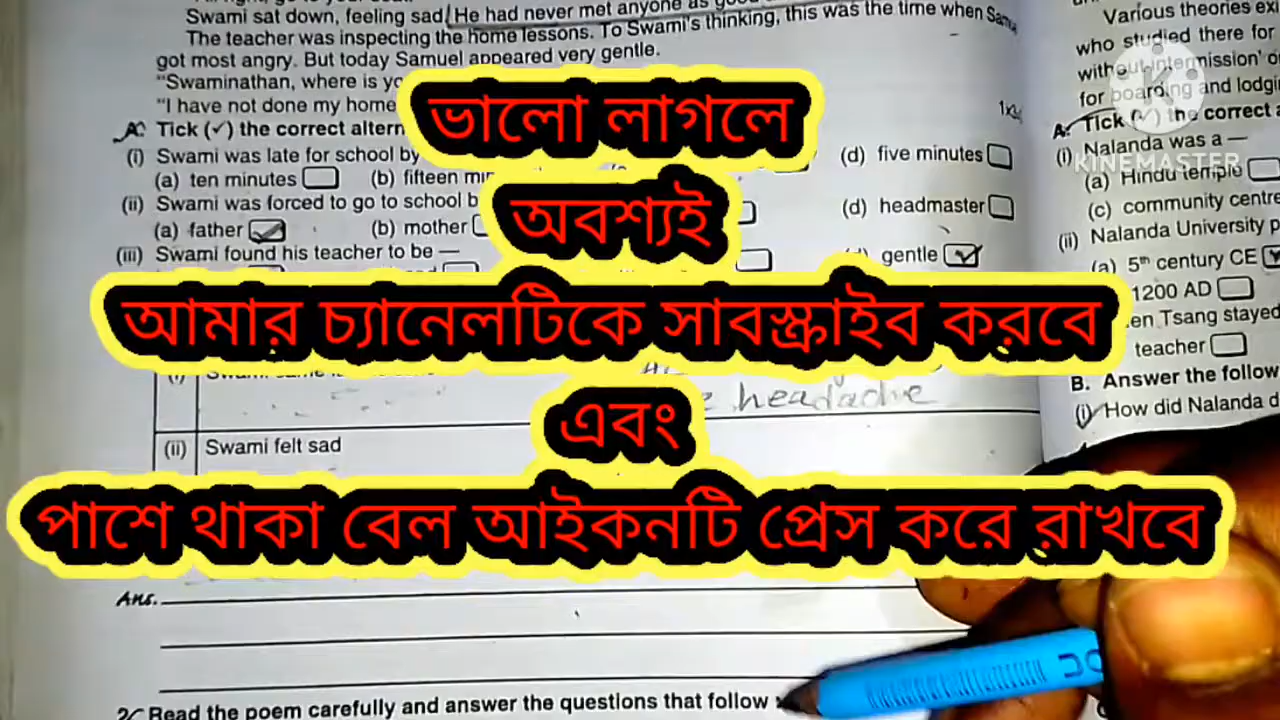 Swami sat down, feeling sad. He had never met anyone as good
The teacher was inspecting the home lessons. To Swami's thinking, this was the time when Samu
got most angry. But today Samuel appeared very gentle.
"Swaminathan, where is yo
"I have not done my home
A. Tick (✓) the correct altern
(i) Swami was late for school by
(a) ten minutes (b) fifteen min (d) five minutes
(ii) Swami was forced to go to school b
(a) father (b) mother (d) headmaster
(iii) Swami found his teacher to be —
gentle
headache
(ii) Swami felt sad
Ans.
2. Read the poem carefully and answer the questions that follow :
ভালো লাগলে
অবশ্যই
আমার চ্যানেলটিকে সাবস্ক্রাইব করবে
এবং
পাশে থাকা বেল আইকনটি প্রেস করে রাখবে
Various theories exi
who studied there for
without intermission' o
for boarding and lodgi
A. Tick (✓) the correct a
(i) Nalanda was a —
(a) Hindu temple
(c) community centre
(ii) Nalanda University p
(a) 5th century CE
1200 AD
en Tsang stayed
teacher
B. Answer the follow
(i) How did Nalanda d
KINEMASTER